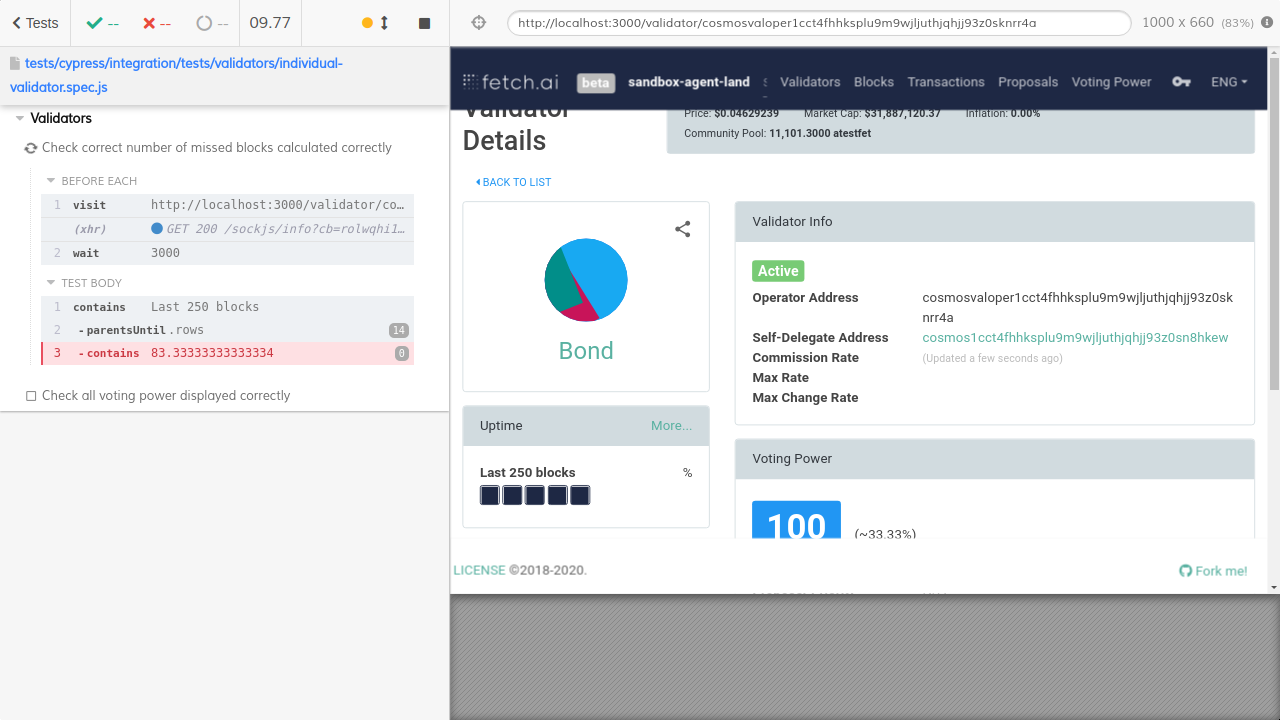 Tests
--
--
--
09.77
http://localhost:3000/validator/cosmosvaloper1cct4fhhksplu9m9wjljuthjqhjj93z0sknrr4a
1000 x 660 (83%)
tests/cypress/integration/tests/validators/individual-
validator.spec.js
Validators
Check correct number of missed blocks calculated correctly
BEFORE EACH
1 visit http://localhost:3000/validator/co…
(xhr) GET 200 /sockjs/info?cb=rolwqhi1…
2 wait 3000
TEST BODY
1 contains Last 250 blocks
2 - parentsUntil .rows 14
3 - contains 83.33333333333334 0
Check all voting power displayed correctly
fetch.ai beta sandbox-agent-land Validators Blocks Transactions Proposals Voting Power ENG
Validator
Details
Price: $0.04629239 Market Cap: $31,887,120.37 Inflation: 0.00%
Community Pool: 11,101.3000 atestfet
BACK TO LIST
Bond
Uptime More...
Last 250 blocks %
Validator Info
Active
Operator Address cosmosvaloper1cct4fhhksplu9m9wjljuthjqhjj93z0sk
nrr4a
Self-Delegate Address cosmos1cct4fhhksplu9m9wjljuthjqhjj93z0sn8hkew
Commission Rate (Updated a few seconds ago)
Max Rate
Max Change Rate
Voting Power
100 (~33.33%)
LICENSE ©2018-2020. Fork me!